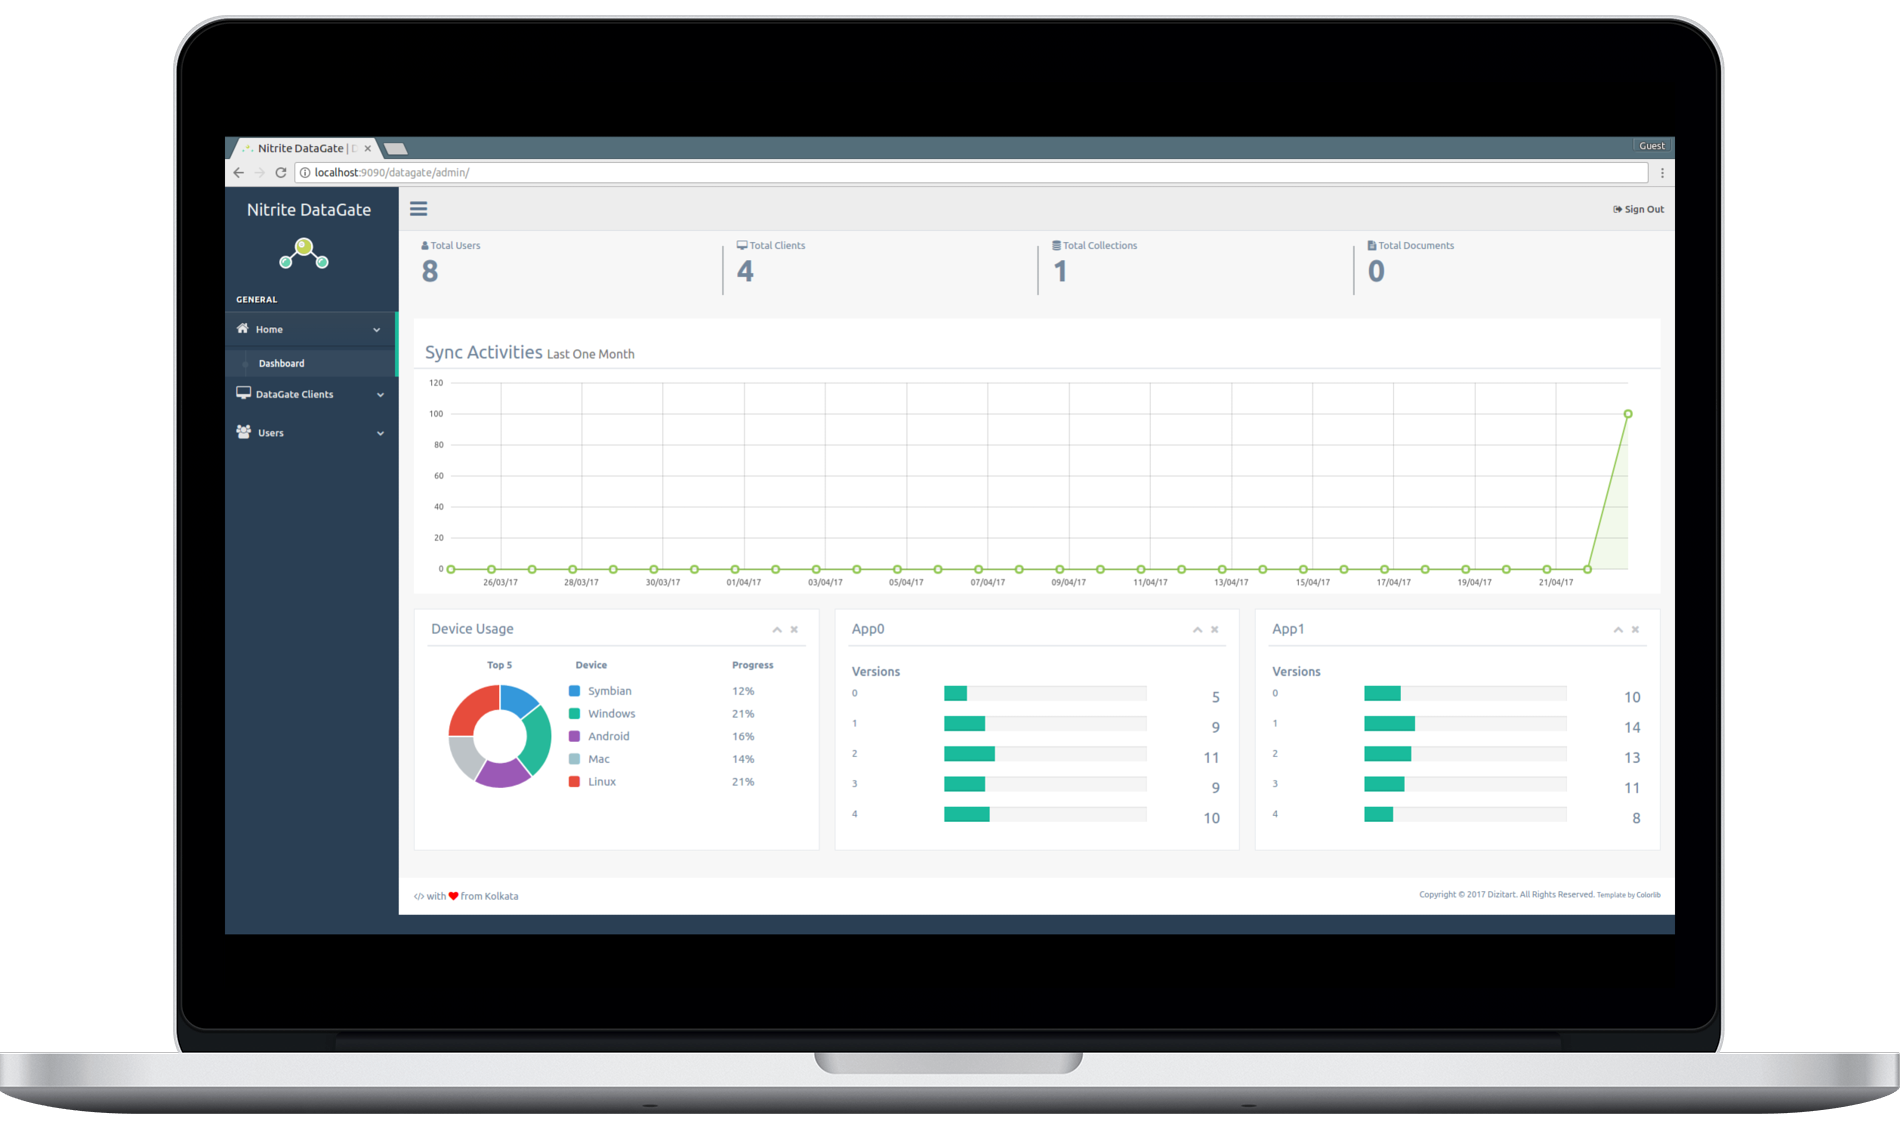 Nitrite DataGate | D
Guest
localhost:9090/datagate/admin/
Nitrite DataGate
Sign Out
GENERAL
Home
Dashboard
DataGate Clients
Users
Total Users
8
Total Clients
4
Total Collections
1
Total Documents
0
Sync Activities Last One Month
120
100
80
60
40
20
0
26/03/17 28/03/17 30/03/17 01/04/17 03/04/17 05/04/17 07/04/17 09/04/17 11/04/17 13/04/17 15/04/17 17/04/17 19/04/17 21/04/17
Device Usage
Top 5 Device Progress
Symbian 12%
Windows 21%
Android 16%
Mac 14%
Linux 21%
App0
Versions
0 5
1 9
2 11
3 9
4 10
App1
Versions
0 10
1 14
2 13
3 11
4 8
</> with ❤ from Kolkata
Copyright © 2017 Dizitart. All Rights Reserved. Template by Colorlib